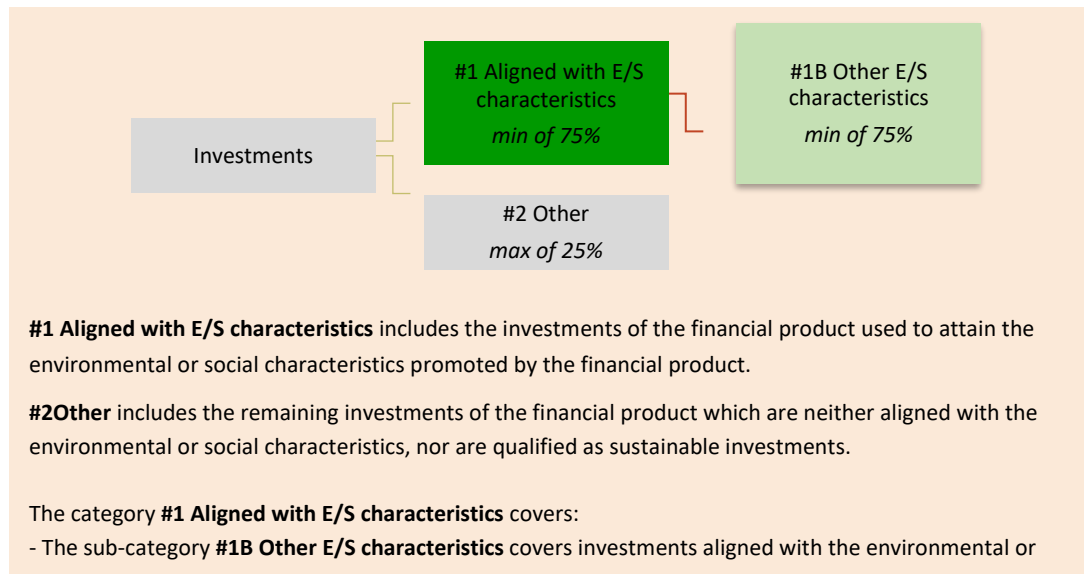 #1 Aligned with E/S
characteristics
min of 75%
#1B Other E/S
characteristics
min of 75%
Investments
#2 Other
max of 25%
#1 Aligned with E/S characteristics includes the investments of the financial product used to attain the
environmental or social characteristics promoted by the financial product.
#2Other includes the remaining investments of the financial product which are neither aligned with the
environmental or social characteristics, nor are qualified as sustainable investments.
The category #1 Aligned with E/S characteristics covers:
- The sub-category #1B Other E/S characteristics covers investments aligned with the environmental or